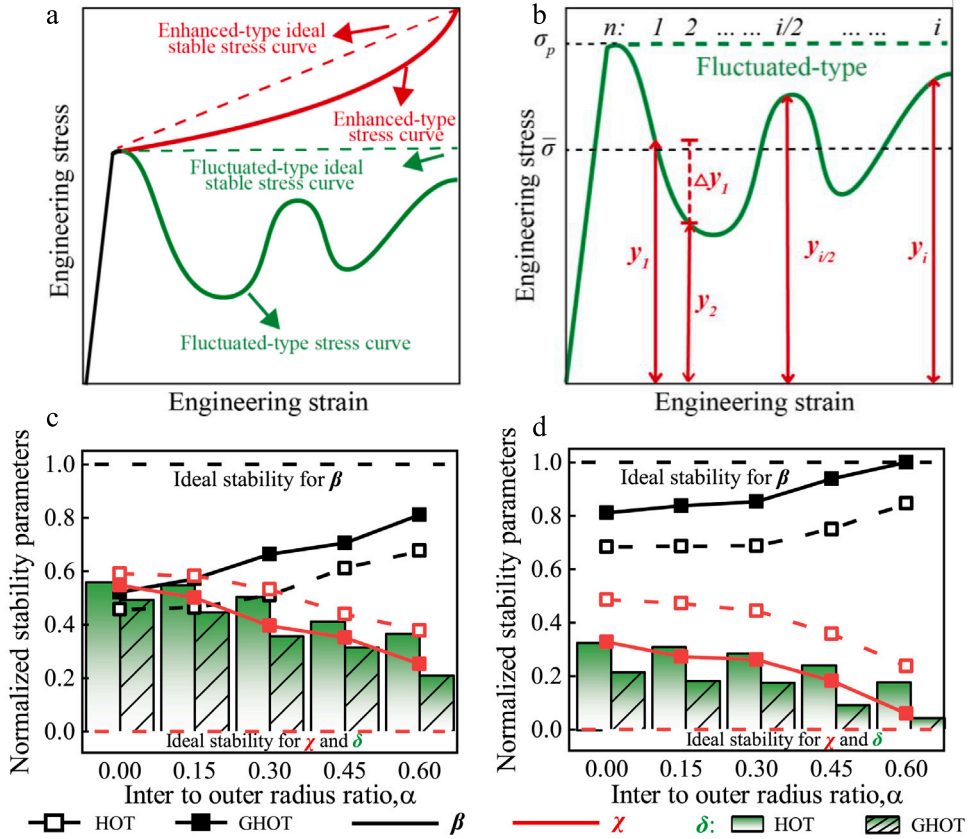 a
Enhanced-type ideal
stable stress curve
Enhanced-type
stress curve
Fluctuated-type ideal
stable stress curve
Fluctuated-type stress curve
Engineering stress
Engineering strain
b
n: 1 2 ... ... i/2 ... ... i
σp
Fluctuated-type
σ̅
Δy1
y1
y2
yi/2
yi
Engineering stress
Engineering strain
c
Normalized stability parameters
1.0
0.8
0.6
0.4
0.2
0.0
Ideal stability for β
Ideal stability for χ and δ
0.00 0.15 0.30 0.45 0.60
Inter to outer radius ratio,α
d
Normalized stability parameters
1.0
0.8
0.6
0.4
0.2
0.0
Ideal stability for β
Ideal stability for χ and δ
0.00 0.15 0.30 0.45 0.60
Inter to outer radius ratio,α
HOT GHOT β χ δ: HOT GHOT